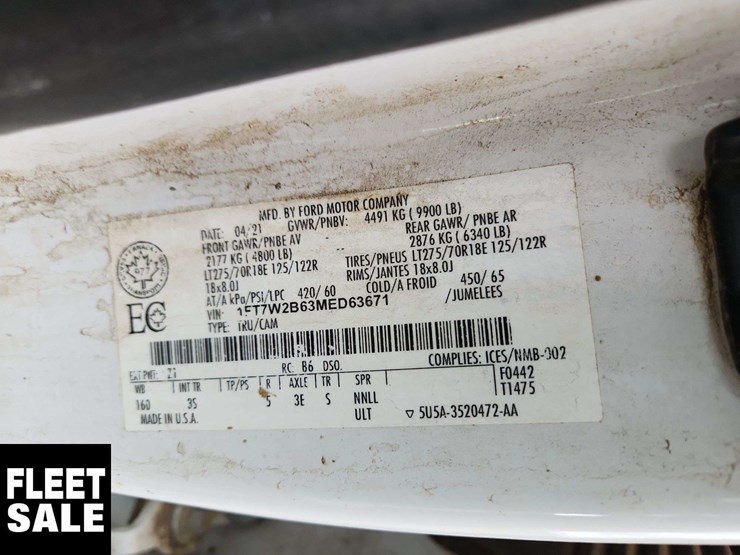 MFD. BY FORD MOTOR COMPANY
DATE: 04/21 GVWR/PNBV: 4491 KG ( 9900 LB)
FRONT GAWR/PNBE AV REAR GAWR/ PNBE AR
2177 KG ( 4800 LB) 2876 KG ( 6340 LB)
LT275/70R18E 125/122R TIRES/PNEUS LT275/70R18E 125/122R
18x8.0J RIMS/JANTES 18x8.0J
AT/A kPa/PSI/LPC 420/ 60 COLD/A FROID 450/ 65
VIN: 1FT7W2B63MED63671 /JUMELEES
TYPE: TRU/CAM
EC
EXT PNT: Z1 RC: B6 DSO: COMPLIES: ICES/NMB-002
WB INT TR TP/PS R AXLE TR SPR F0442
160 3S 5 3E S NNLL T1475
MADE IN U.S.A. ULT ▽ 5U5A-3520472-AA
FLEET
SALE